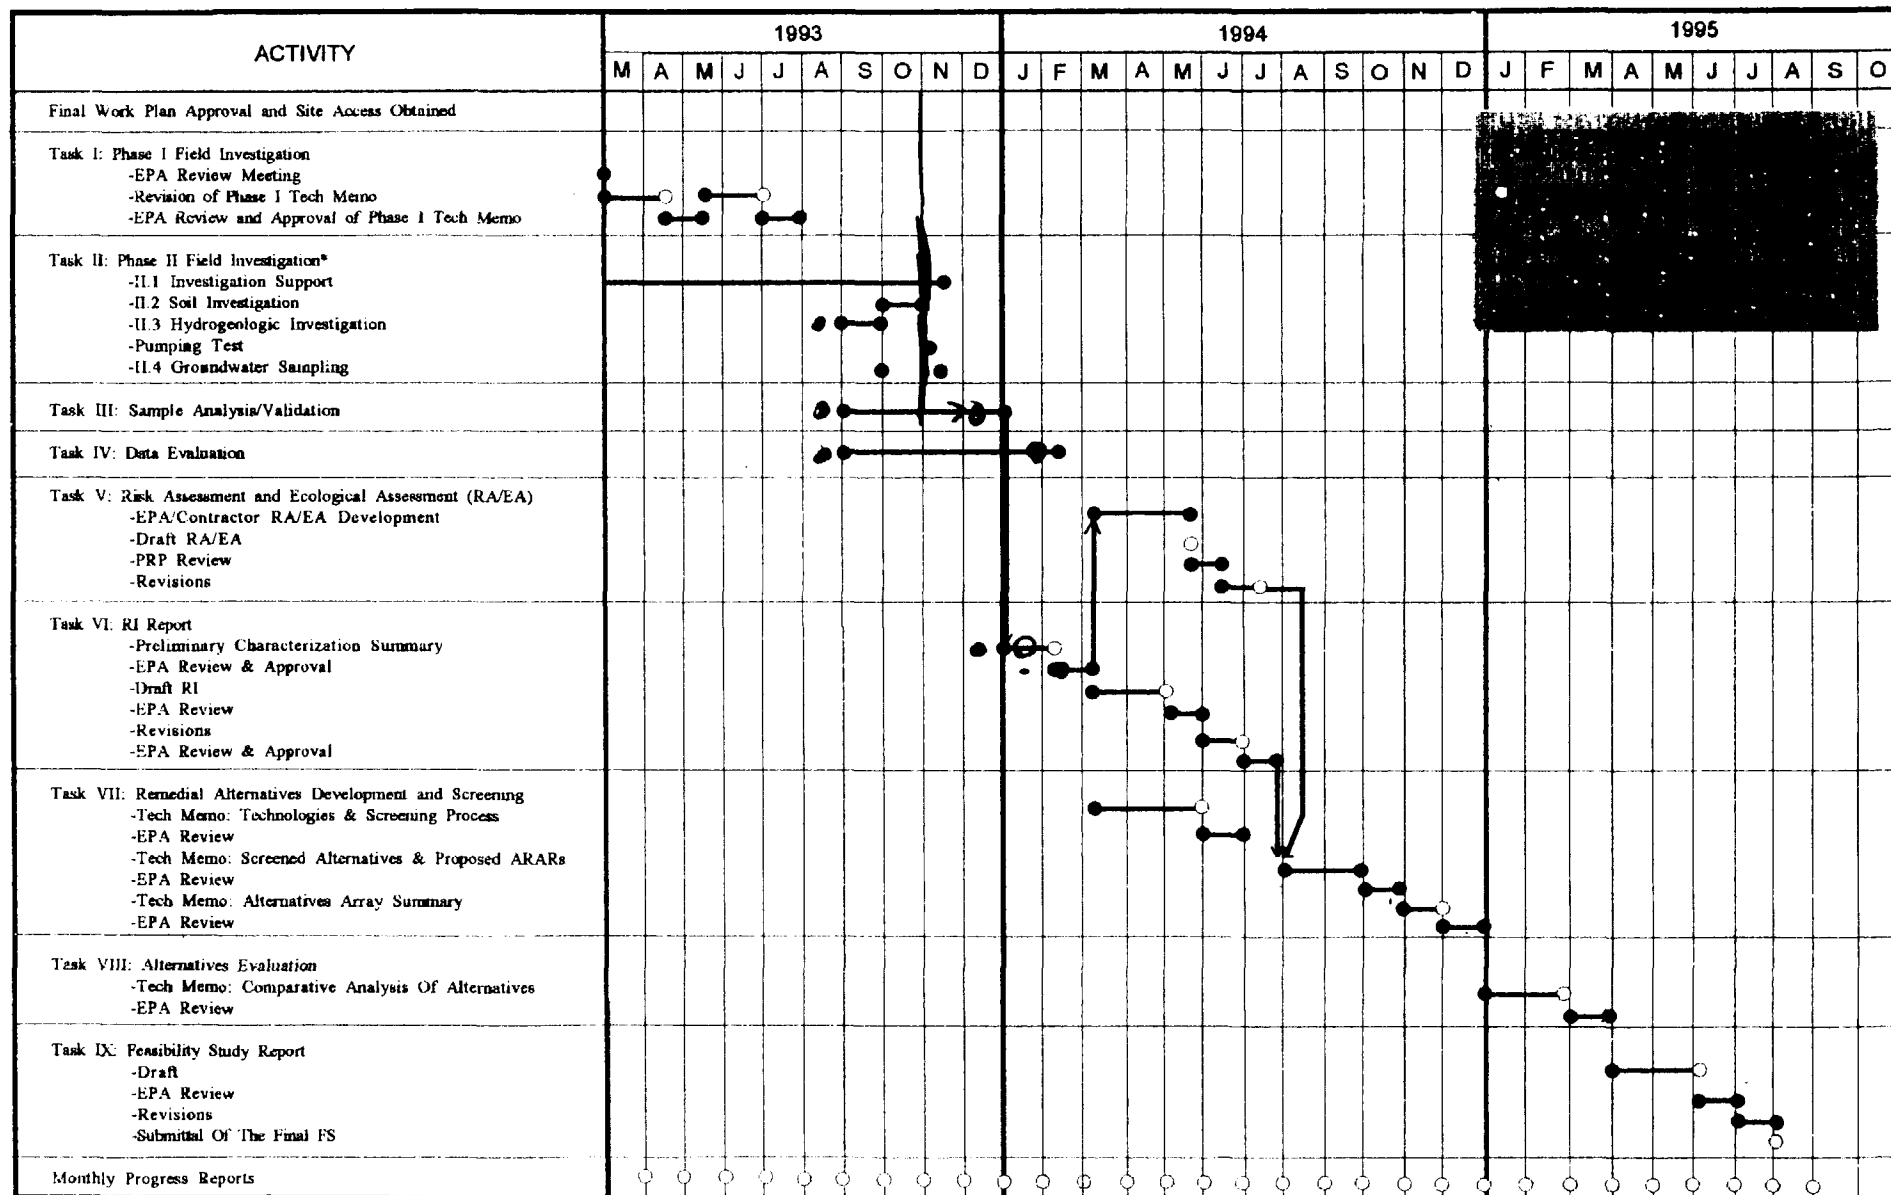 ACTIVITY
1993
1994
1995
M A M J J A S O N D J F M A M J J A S O N D J F M A M J J A S O
Final Work Plan Approval and Site Access Obtained
Task I: Phase I Field Investigation
-EPA Review Meeting
-Revision of Phase I Tech Memo
-EPA Review and Approval of Phase I Tech Memo
Task II: Phase II Field Investigation*
-II.1 Investigation Support
-II.2 Soil Investigation
-II.3 Hydrogeologic Investigation
-Pumping Test
-II.4 Groundwater Sampling
Task III: Sample Analysis/Validation
Task IV: Data Evaluation
Task V: Risk Assessment and Ecological Assessment (RA/EA)
-EPA/Contractor RA/EA Development
-Draft RA/EA
-PRP Review
-Revisions
Task VI: RI Report
-Preliminary Characterization Summary
-EPA Review & Approval
-Draft RI
-EPA Review
-Revisions
-EPA Review & Approval
Task VII: Remedial Alternatives Development and Screening
-Tech Memo: Technologies & Screening Process
-EPA Review
-Tech Memo: Screened Alternatives & Proposed ARARs
-EPA Review
-Tech Memo: Alternatives Array Summary
-EPA Review
Task VIII: Alternatives Evaluation
-Tech Memo: Comparative Analysis Of Alternatives
-EPA Review
Task IX: Feasibility Study Report
-Draft
-EPA Review
-Revisions
-Submittal Of The Final FS
Monthly Progress Reports